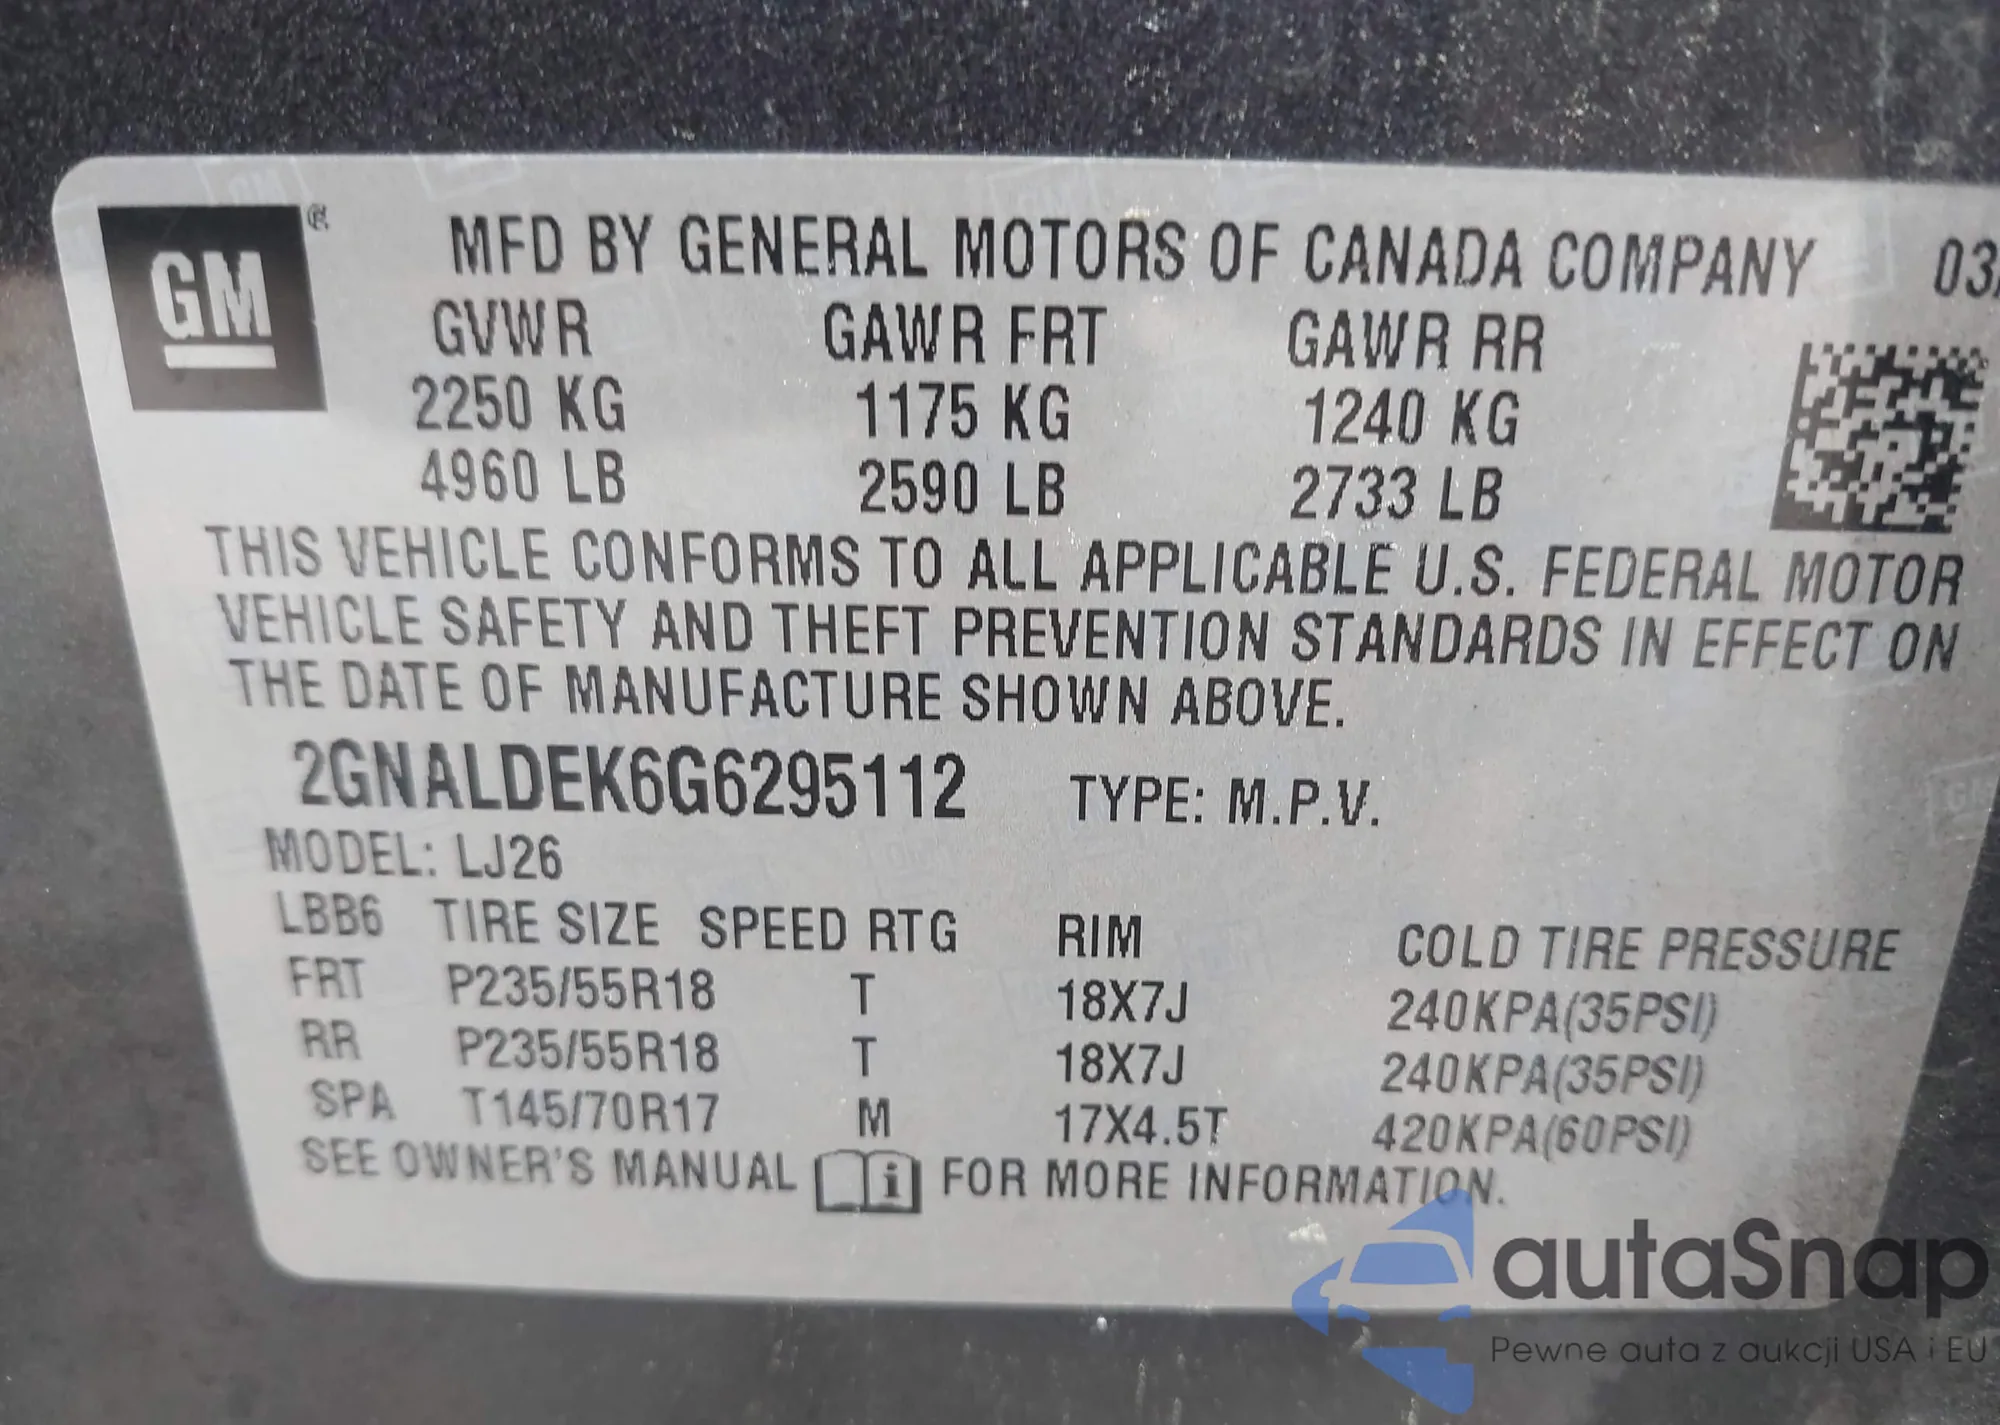 GM ® MFD BY GENERAL MOTORS OF CANADA COMPANY 03/
GVWR GAWR FRT GAWR RR
2250 KG 1175 KG 1240 KG
4960 LB 2590 LB 2733 LB
THIS VEHICLE CONFORMS TO ALL APPLICABLE U.S. FEDERAL MOTOR
VEHICLE SAFETY AND THEFT PREVENTION STANDARDS IN EFFECT ON
THE DATE OF MANUFACTURE SHOWN ABOVE.
2GNALDEK6G6295112 TYPE: M.P.V.
MODEL: LJ26
LBB6 TIRE SIZE SPEED RTG RIM COLD TIRE PRESSURE
FRT P235/55R18 T 18X7J 240KPA(35PSI)
RR P235/55R18 T 18X7J 240KPA(35PSI)
SPA T145/70R17 M 17X4.5T 420KPA(60PSI)
SEE OWNER'S MANUAL i FOR MORE INFORMATION.
autaSnap
Pewne auta z aukcji USA i EU